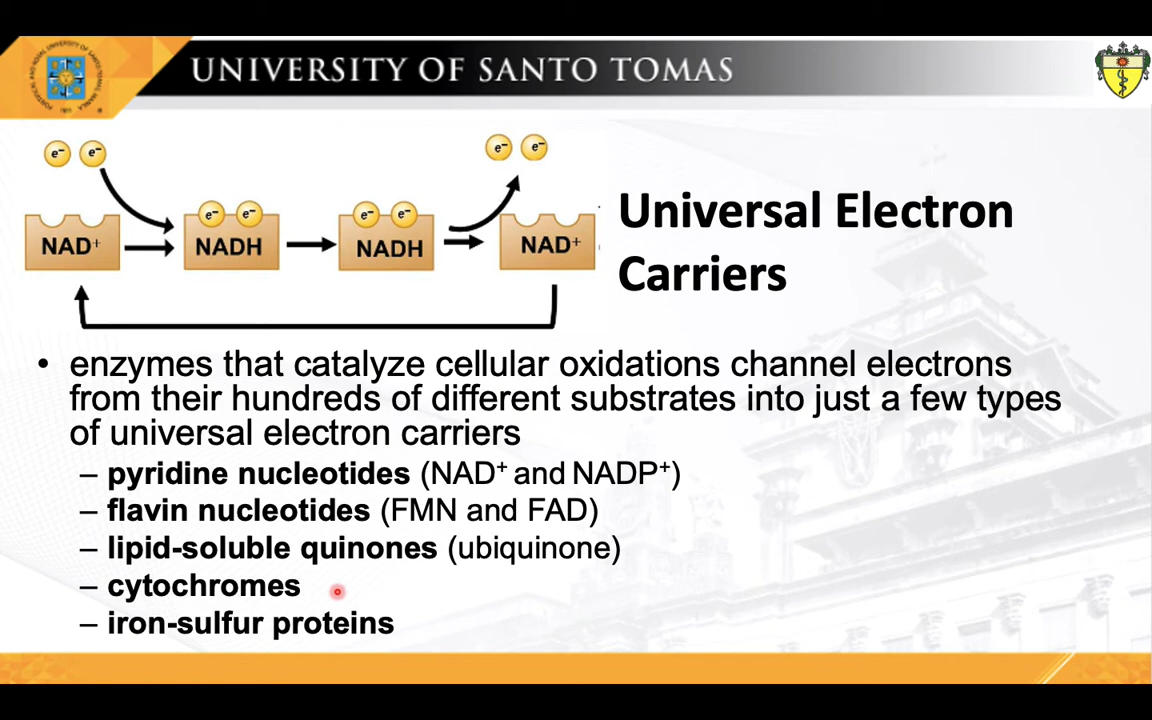 UNIVERSITY OF SANTO TOMAS
e⁻ e⁻ e⁻ e⁻
e⁻ e⁻ e⁻ e⁻
NAD⁺ NADH NADH NAD⁺
Universal Electron
Carriers
• enzymes that catalyze cellular oxidations channel electrons
from their hundreds of different substrates into just a few types
of universal electron carriers
– pyridine nucleotides (NAD⁺ and NADP⁺)
– flavin nucleotides (FMN and FAD)
– lipid-soluble quinones (ubiquinone)
– cytochromes
– iron-sulfur proteins